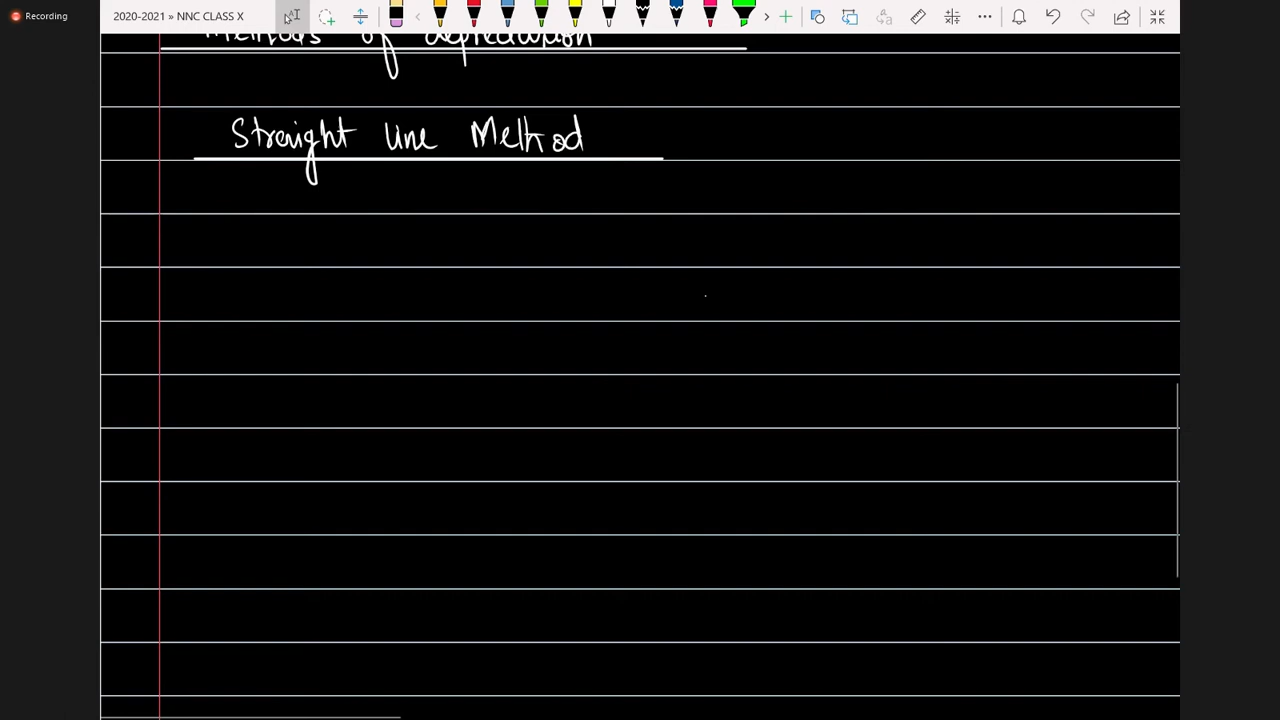 Recording
2020-2021 » NNC CLASS X
Methods of depreciation
Straight Line Method